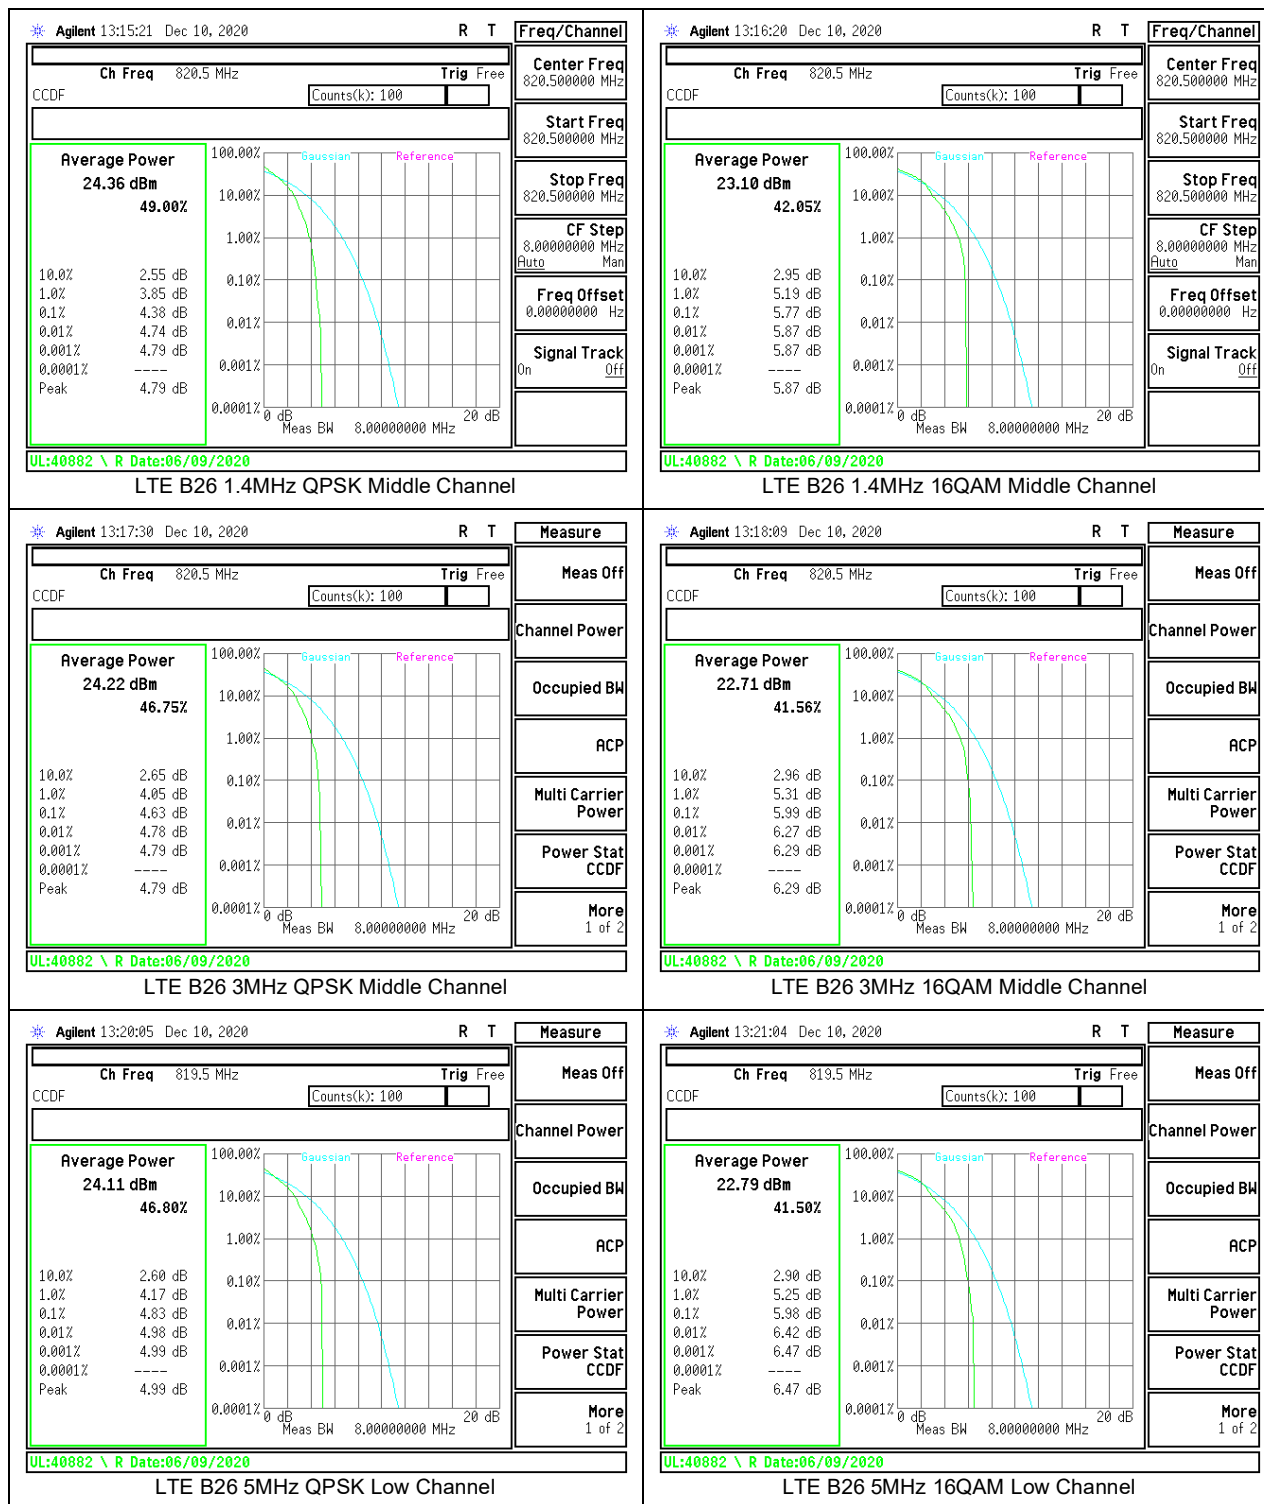 Agilent 13:15:21 Dec 10, 2020 R T Freq/Channel
Ch Freq 820.5 MHz Trig Free
CCDF Counts(k): 100
Center Freq
820.500000 MHz
Start Freq
820.500000 MHz
Stop Freq
820.500000 MHz
CF Step
8.00000000 MHz
Auto Man
Freq Offset
0.00000000 Hz
Signal Track
On Off
Average Power
24.36 dBm
49.00%
10.0% 2.55 dB
1.0% 3.85 dB
0.1% 4.38 dB
0.01% 4.74 dB
0.001% 4.79 dB
0.0001% ----
Peak 4.79 dB
Gaussian Reference
100.00%
10.00%
1.00%
0.10%
0.01%
0.001%
0.0001%
0 dB 20 dB
Meas BW 8.00000000 MHz
UL:40882 \ R Date:06/09/2020
LTE B26 1.4MHz QPSK Middle Channel
Agilent 13:16:20 Dec 10, 2020 R T Freq/Channel
Ch Freq 820.5 MHz Trig Free
CCDF Counts(k): 100
Center Freq
820.500000 MHz
Start Freq
820.500000 MHz
Stop Freq
820.500000 MHz
CF Step
8.00000000 MHz
Auto Man
Freq Offset
0.00000000 Hz
Signal Track
On Off
Average Power
23.10 dBm
42.05%
10.0% 2.95 dB
1.0% 5.19 dB
0.1% 5.77 dB
0.01% 5.87 dB
0.001% 5.87 dB
0.0001% ----
Peak 5.87 dB
Gaussian Reference
100.00%
10.00%
1.00%
0.10%
0.01%
0.001%
0.0001%
0 dB 20 dB
Meas BW 8.00000000 MHz
UL:40882 \ R Date:06/09/2020
LTE B26 1.4MHz 16QAM Middle Channel
Agilent 13:17:30 Dec 10, 2020 R T Measure
Ch Freq 820.5 MHz Trig Free
CCDF Counts(k): 100
Meas Off
Channel Power
Occupied BW
ACP
Multi Carrier
Power
Power Stat
CCDF
More
1 of 2
Average Power
24.22 dBm
46.75%
10.0% 2.65 dB
1.0% 4.05 dB
0.1% 4.63 dB
0.01% 4.78 dB
0.001% 4.79 dB
0.0001% ----
Peak 4.79 dB
Gaussian Reference
100.00%
10.00%
1.00%
0.10%
0.01%
0.001%
0.0001%
0 dB 20 dB
Meas BW 8.00000000 MHz
UL:40882 \ R Date:06/09/2020
LTE B26 3MHz QPSK Middle Channel
Agilent 13:18:09 Dec 10, 2020 R T Measure
Ch Freq 820.5 MHz Trig Free
CCDF Counts(k): 100
Meas Off
Channel Power
Occupied BW
ACP
Multi Carrier
Power
Power Stat
CCDF
More
1 of 2
Average Power
22.71 dBm
41.56%
10.0% 2.96 dB
1.0% 5.31 dB
0.1% 5.99 dB
0.01% 6.27 dB
0.001% 6.29 dB
0.0001% ----
Peak 6.29 dB
Gaussian Reference
100.00%
10.00%
1.00%
0.10%
0.01%
0.001%
0.0001%
0 dB 20 dB
Meas BW 8.00000000 MHz
UL:40882 \ R Date:06/09/2020
LTE B26 3MHz 16QAM Middle Channel
Agilent 13:20:05 Dec 10, 2020 R T Measure
Ch Freq 819.5 MHz Trig Free
CCDF Counts(k): 100
Meas Off
Channel Power
Occupied BW
ACP
Multi Carrier
Power
Power Stat
CCDF
More
1 of 2
Average Power
24.11 dBm
46.80%
10.0% 2.60 dB
1.0% 4.17 dB
0.1% 4.83 dB
0.01% 4.98 dB
0.001% 4.99 dB
0.0001% ----
Peak 4.99 dB
Gaussian Reference
100.00%
10.00%
1.00%
0.10%
0.01%
0.001%
0.0001%
0 dB 20 dB
Meas BW 8.00000000 MHz
UL:40882 \ R Date:06/09/2020
LTE B26 5MHz QPSK Low Channel
Agilent 13:21:04 Dec 10, 2020 R T Measure
Ch Freq 819.5 MHz Trig Free
CCDF Counts(k): 100
Meas Off
Channel Power
Occupied BW
ACP
Multi Carrier
Power
Power Stat
CCDF
More
1 of 2
Average Power
22.79 dBm
41.50%
10.0% 2.90 dB
1.0% 5.25 dB
0.1% 5.98 dB
0.01% 6.42 dB
0.001% 6.47 dB
0.0001% ----
Peak 6.47 dB
Gaussian Reference
100.00%
10.00%
1.00%
0.10%
0.01%
0.001%
0.0001%
0 dB 20 dB
Meas BW 8.00000000 MHz
UL:40882 \ R Date:06/09/2020
LTE B26 5MHz 16QAM Low Channel